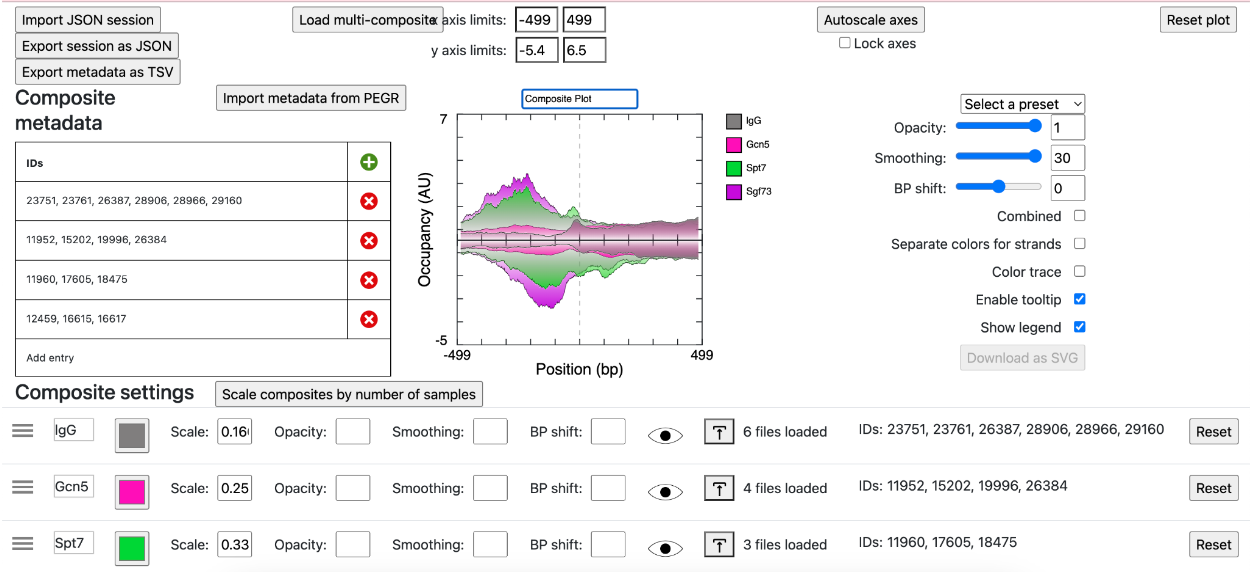 Import JSON session
Load multi-composite
x axis limits: -499 499
Autoscale axes
Reset plot
Export session as JSON
Lock axes
y axis limits: -5.4 6.5
Export metadata as TSV
Composite metadata
Import metadata from PEGR
Composite Plot
Select a preset
IDs
23751, 23761, 26387, 28906, 28966, 29160
11952, 15202, 19996, 26384
11960, 17605, 18475
12459, 16615, 16617
Add entry
7
Occupancy (AU)
-5
-499
499
Position (bp)
IgG
Gcn5
Spt7
Sgf73
Opacity: 1
Smoothing: 30
BP shift: 0
Combined
Separate colors for strands
Color trace
Enable tooltip
Show legend
Download as SVG
Composite settings
Scale composites by number of samples
IgG Scale: 0.16 Opacity: Smoothing: BP shift: 6 files loaded IDs: 23751, 23761, 26387, 28906, 28966, 29160 Reset
Gcn5 Scale: 0.25 Opacity: Smoothing: BP shift: 4 files loaded IDs: 11952, 15202, 19996, 26384 Reset
Spt7 Scale: 0.33 Opacity: Smoothing: BP shift: 3 files loaded IDs: 11960, 17605, 18475 Reset